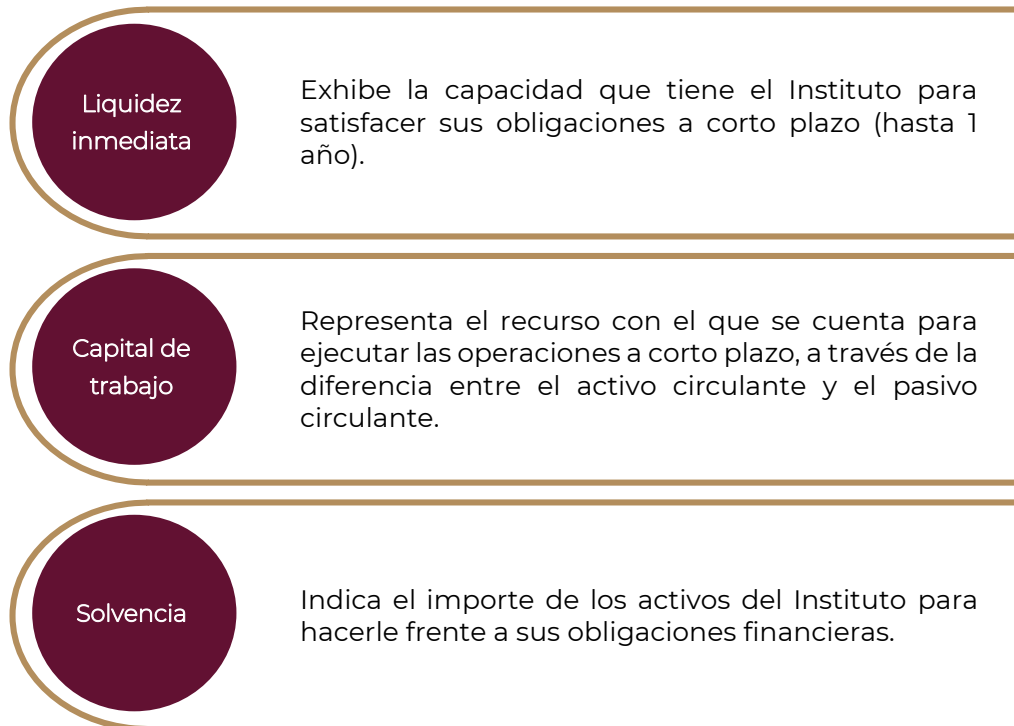 Liquidez
inmediata
Exhibe la capacidad que tiene el Instituto para
satisfacer sus obligaciones a corto plazo (hasta 1
año).
Capital de
trabajo
Representa el recurso con el que se cuenta para
ejecutar las operaciones a corto plazo, a través de la
diferencia entre el activo circulante y el pasivo
circulante.
Solvencia
Indica el importe de los activos del Instituto para
hacerle frente a sus obligaciones financieras.